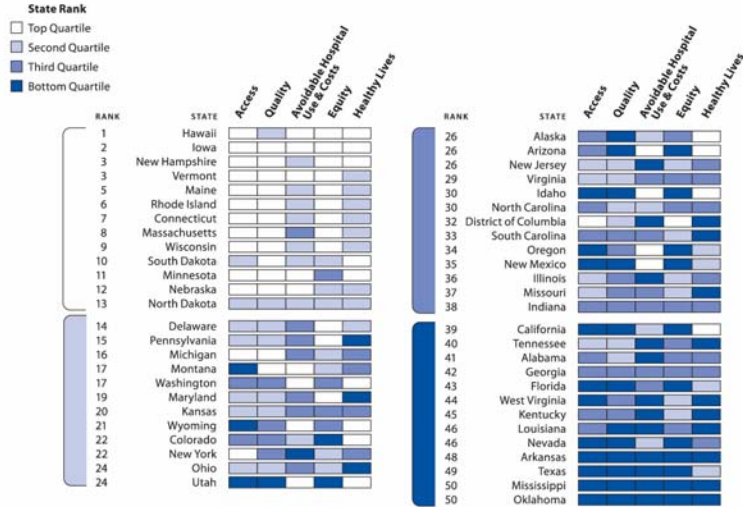 State Rank
Top Quartile
Second Quartile
Third Quartile
Bottom Quartile
RANK STATE Access Quality Avoidable Hospital Use & Costs Equity Healthy Lives
1 Hawaii
2 Iowa
3 New Hampshire
3 Vermont
5 Maine
6 Rhode Island
7 Connecticut
8 Massachusetts
9 Wisconsin
10 South Dakota
11 Minnesota
12 Nebraska
13 North Dakota
14 Delaware
15 Pennsylvania
16 Michigan
17 Montana
17 Washington
19 Maryland
20 Kansas
21 Wyoming
22 Colorado
22 New York
24 Ohio
24 Utah
RANK STATE Access Quality Avoidable Hospital Use & Costs Equity Healthy Lives
26 Alaska
26 Arizona
26 New Jersey
29 Virginia
30 Idaho
30 North Carolina
32 District of Columbia
33 South Carolina
34 Oregon
35 New Mexico
36 Illinois
37 Missouri
38 Indiana
39 California
40 Tennessee
41 Alabama
42 Georgia
43 Florida
44 West Virginia
45 Kentucky
46 Louisiana
46 Nevada
48 Arkansas
49 Texas
50 Mississippi
50 Oklahoma